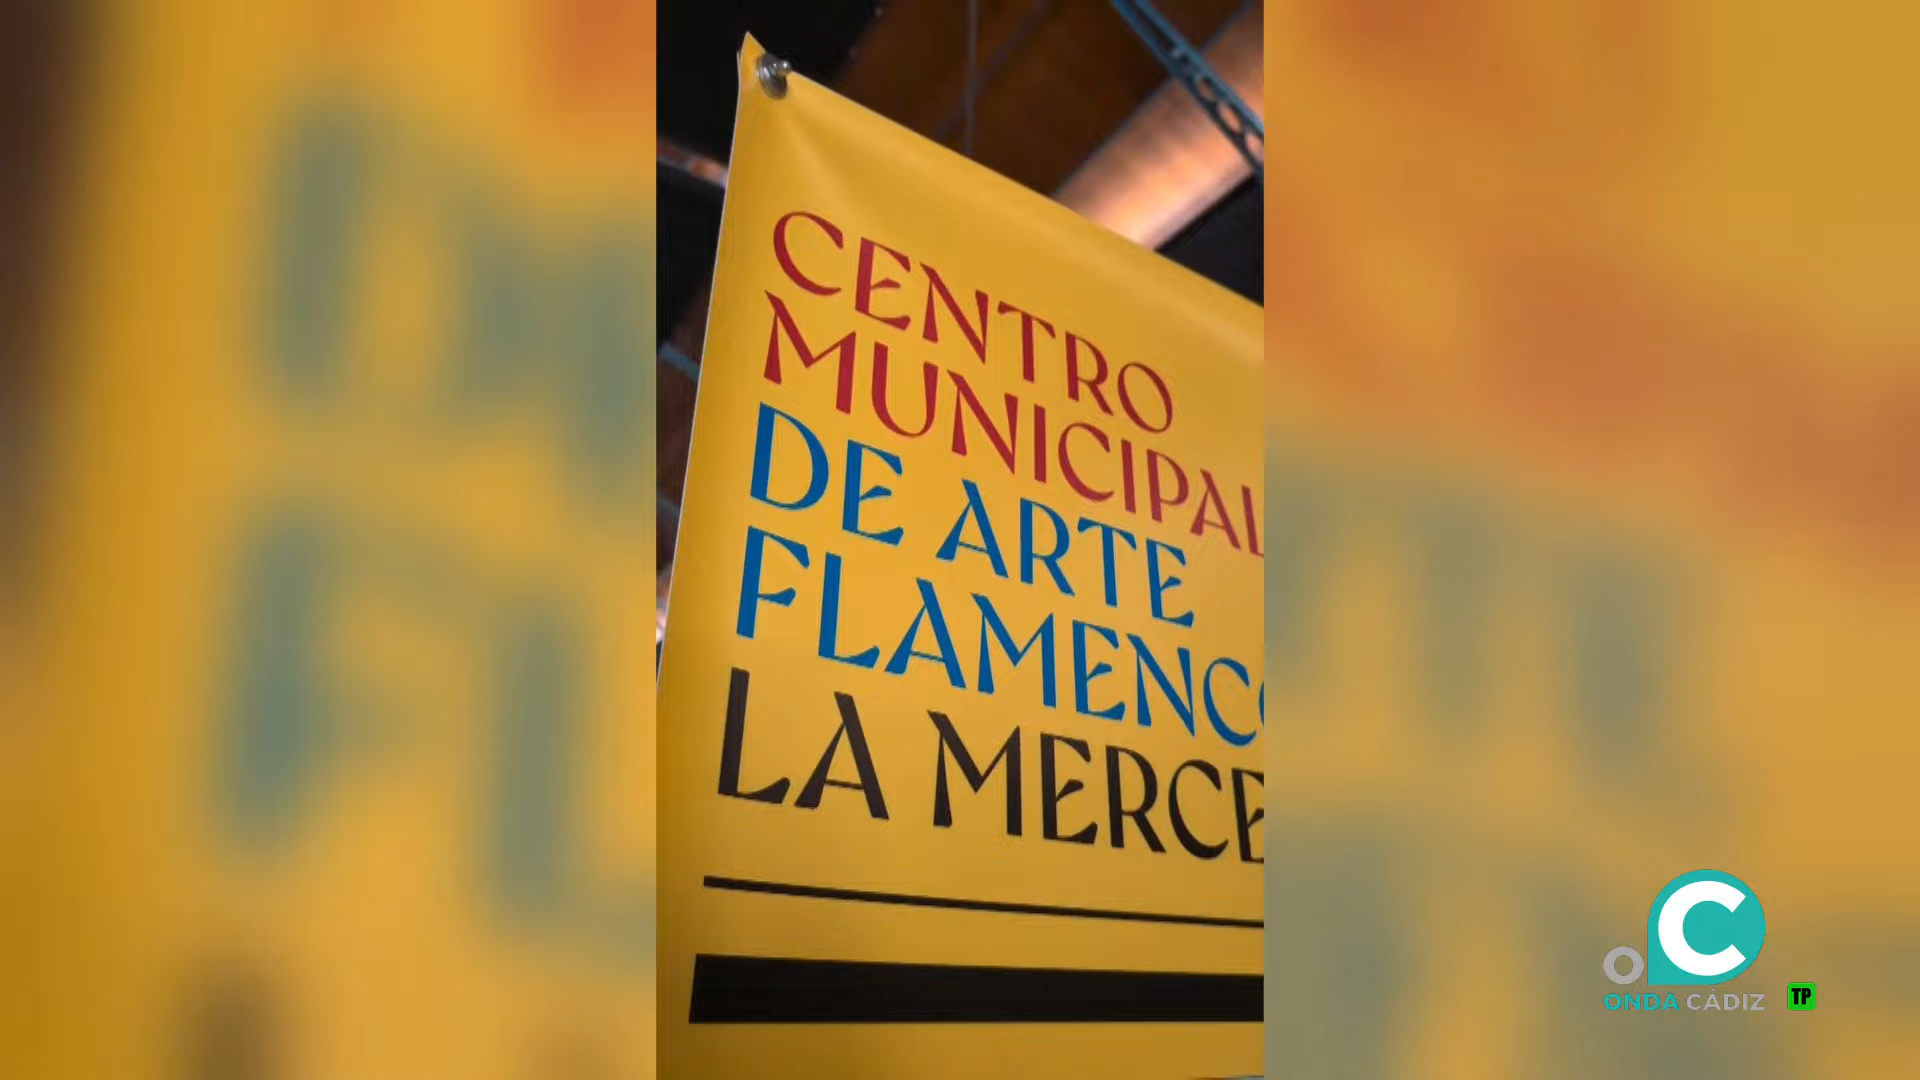 CENTRO
MUNICIPAL
DE ARTE
FLAMENCO
LA MERCE
ONDA CÁDIZ
TP